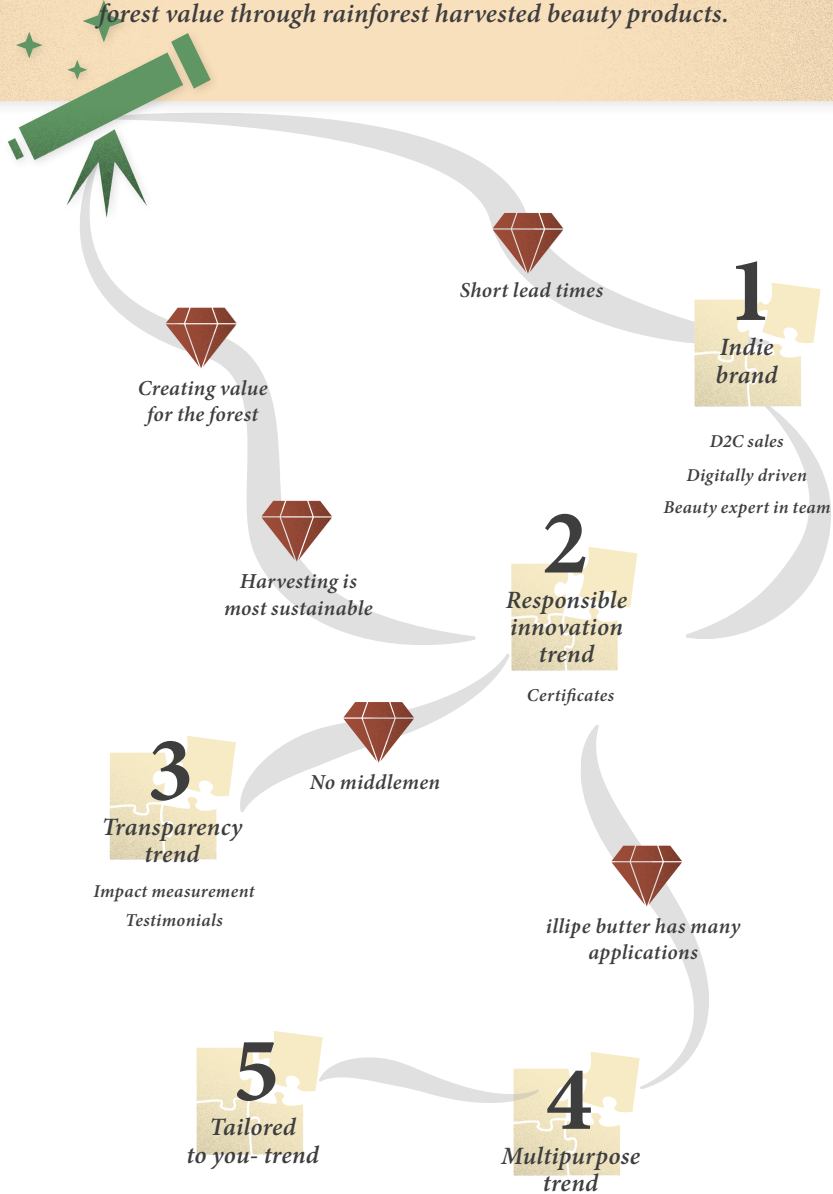 forest value through rainforest harvested beauty products.
Short lead times
1
Indie
brand
Creating value
for the forest
D2C sales
Digitally driven
Beauty expert in team
2
Responsible
innovation
trend
Harvesting is
most sustainable
Certificates
No middlemen
3
Transparency
trend
Impact measurement
Testimonials
illipe butter has many
applications
5
Tailored
to you- trend
4
Multipurpose
trend